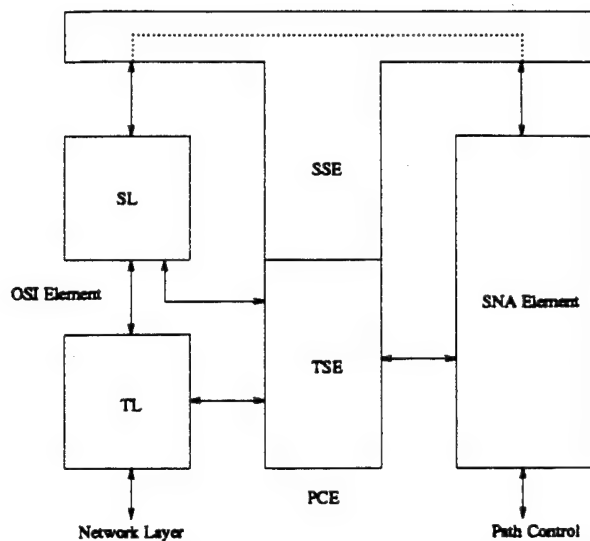 SSE
SL
OSI Element
SNA Element
TSE
TL
PCE
Network Layer
Path Control